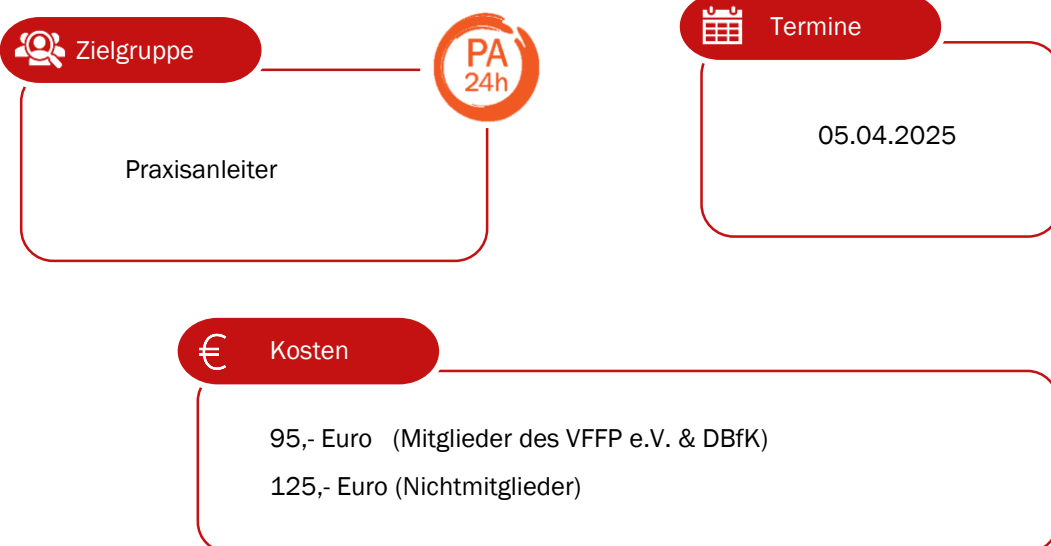 Zielgruppe
PA
24h
Praxisanleiter
Termine
05.04.2025
€ Kosten
95,- Euro (Mitglieder des VFFP e.V. & DBfK)
125,- Euro (Nichtmitglieder)